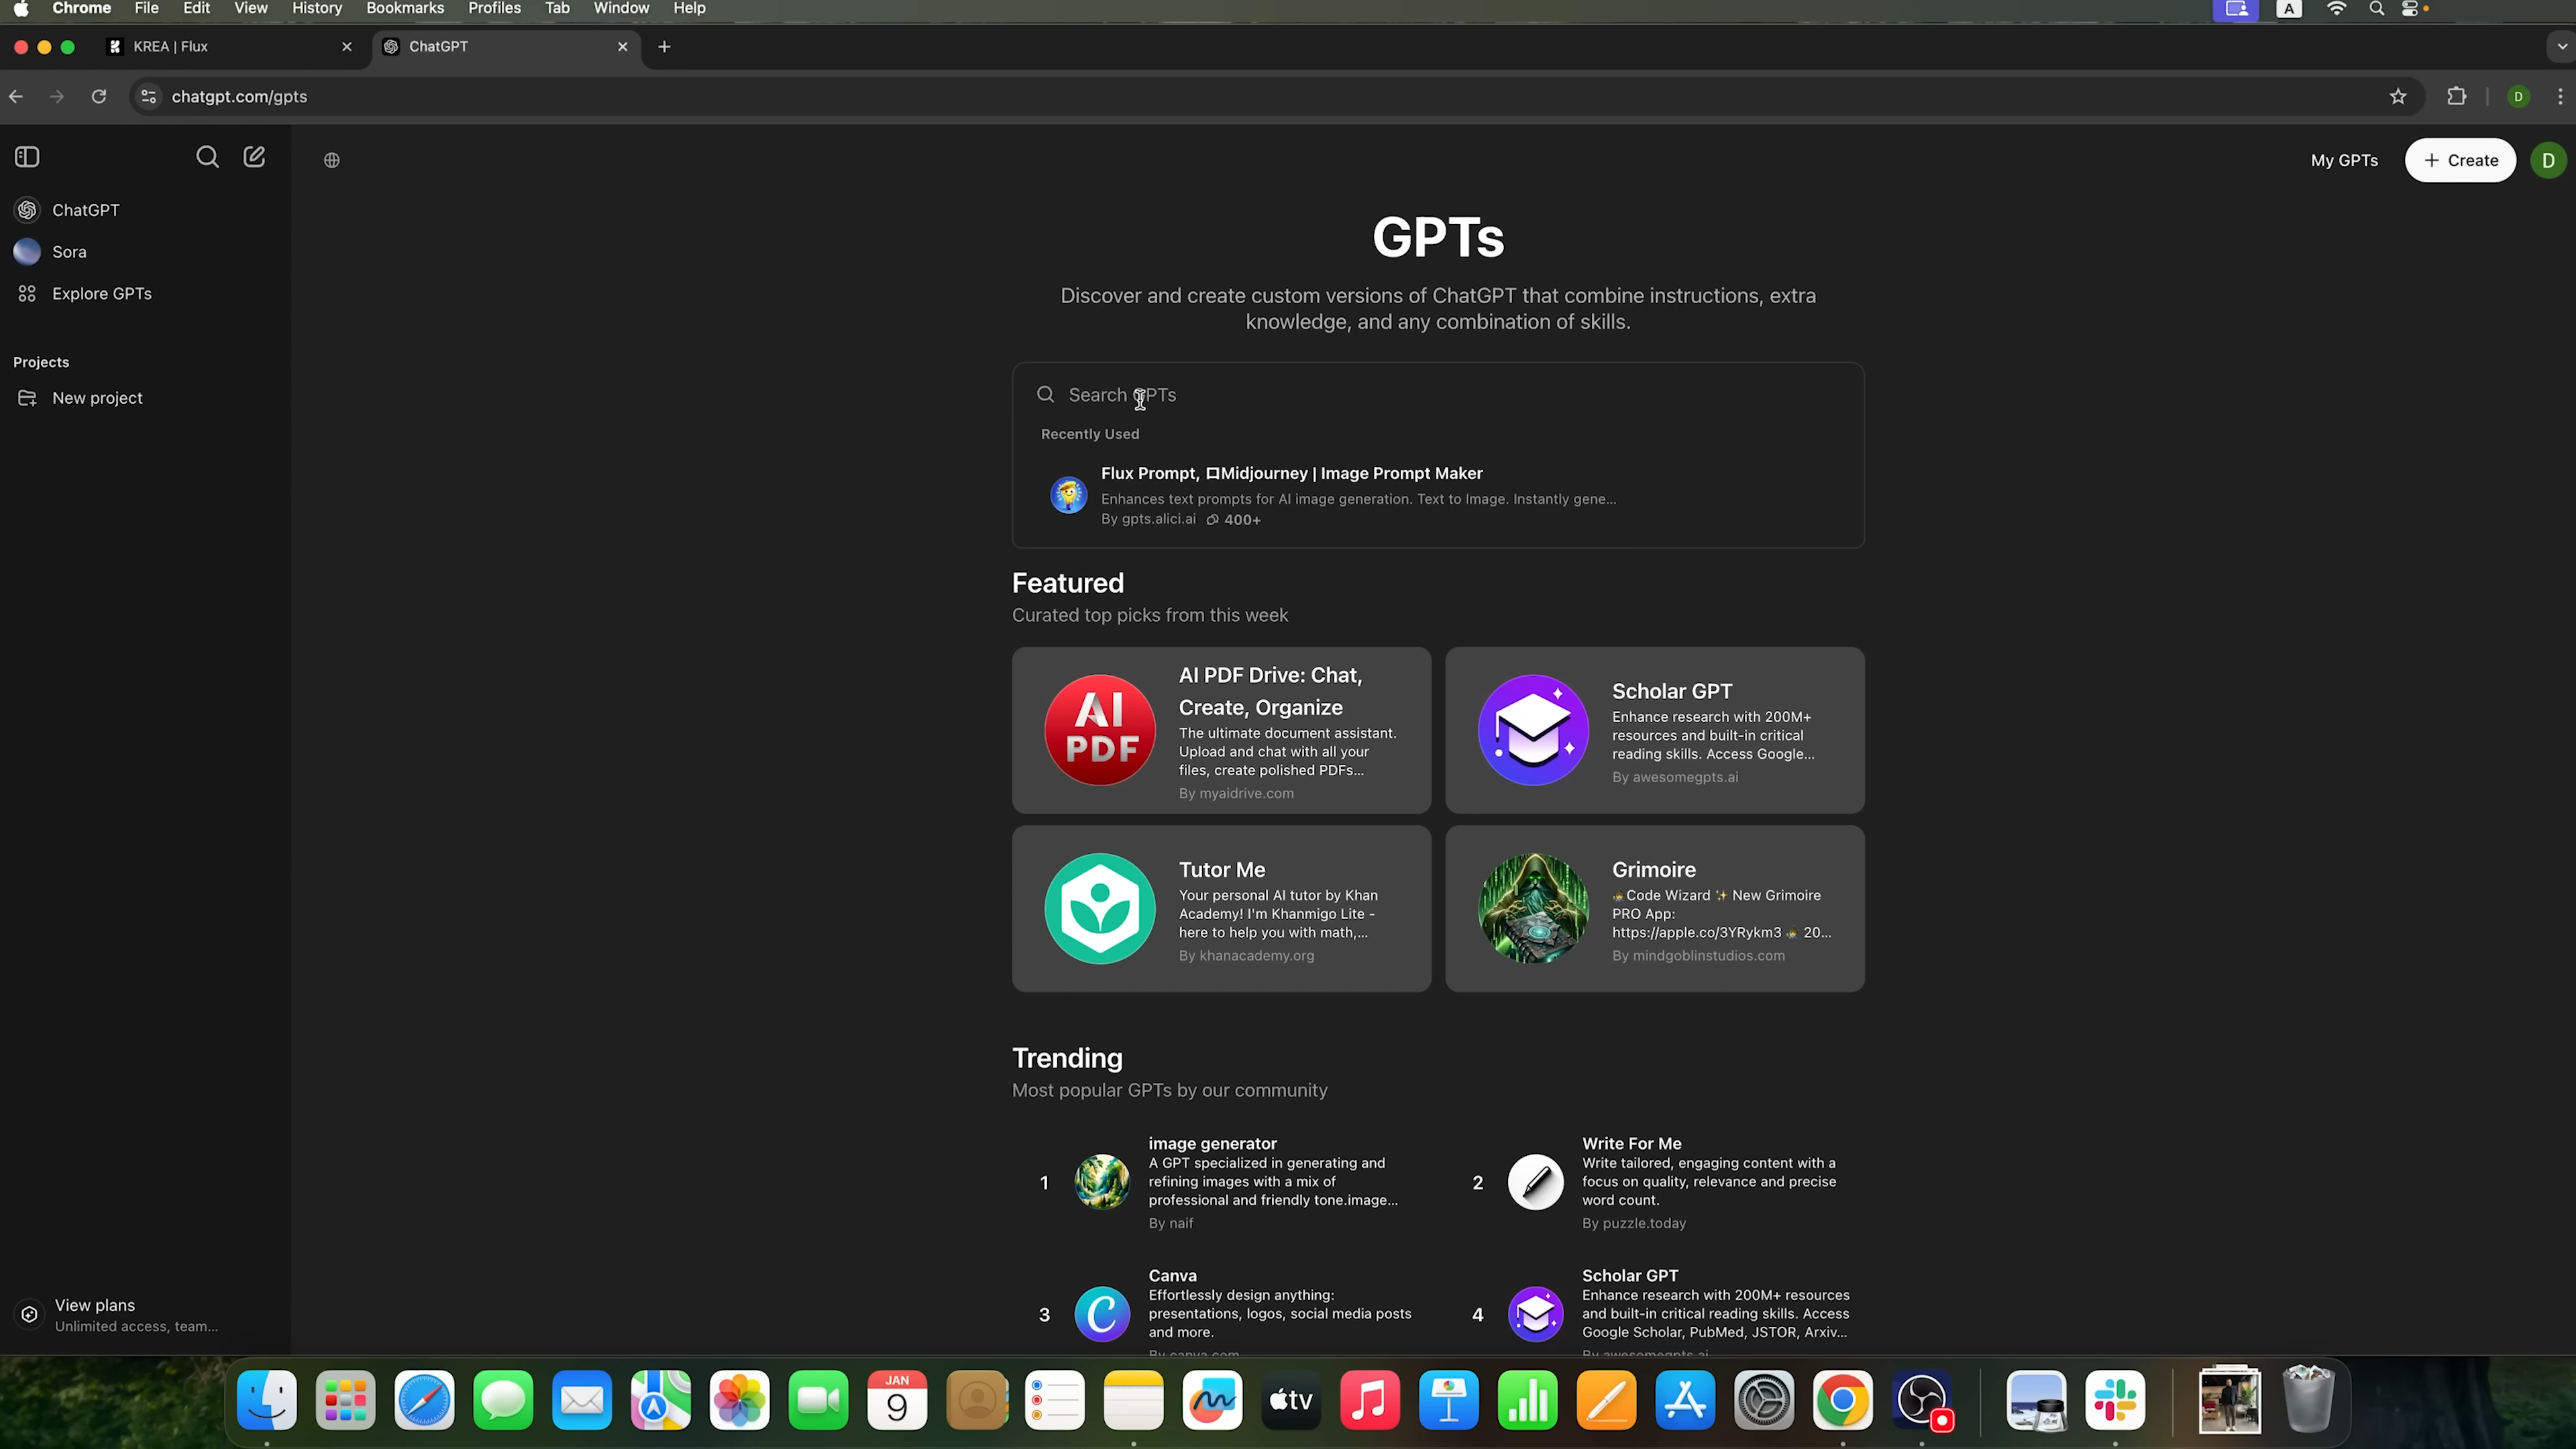 Chrome File Edit View History Bookmarks Profiles Tab Window Help
A
KREA | Flux
ChatGPT
chatgpt.com/gpts
D
My GPTs
Create
D
ChatGPT
Sora
Explore GPTs
Projects
New project
View plans
Unlimited access, team...
GPTs
Discover and create custom versions of ChatGPT that combine instructions, extra
knowledge, and any combination of skills.
Search GPTs
Recently Used
Flux Prompt, Midjourney | Image Prompt Maker
Enhances text prompts for AI image generation. Text to Image. Instantly gene...
By gpts.alici.ai 400+
Featured
Curated top picks from this week
AI
PDF
AI PDF Drive: Chat,
Create, Organize
The ultimate document assistant.
Upload and chat with all your
files, create polished PDFs...
By myaidrive.com
Scholar GPT
Enhance research with 200M+
resources and built-in critical
reading skills. Access Google...
By awesomegpts.ai
Tutor Me
Your personal AI tutor by Khan
Academy! I'm Khanmigo Lite -
here to help you with math,...
By khanacademy.org
Grimoire
Code Wizard ✨ New Grimoire
PRO App:
https://apple.co/3YRykm3 20...
By mindgoblinstudios.com
Trending
Most popular GPTs by our community
1
image generator
A GPT specialized in generating and
refining images with a mix of
professional and friendly tone.image...
By naif
2
Write For Me
Write tailored, engaging content with a
focus on quality, relevance and precise
word count.
By puzzle.today
3
C
Canva
Effortlessly design anything:
presentations, logos, social media posts
and more.
By canva.com
4
Scholar GPT
Enhance research with 200M+ resources
and built-in critical reading skills. Access
Google Scholar, PubMed, JSTOR, Arxiv...
By awesomegpts.ai
JAN
9
tv